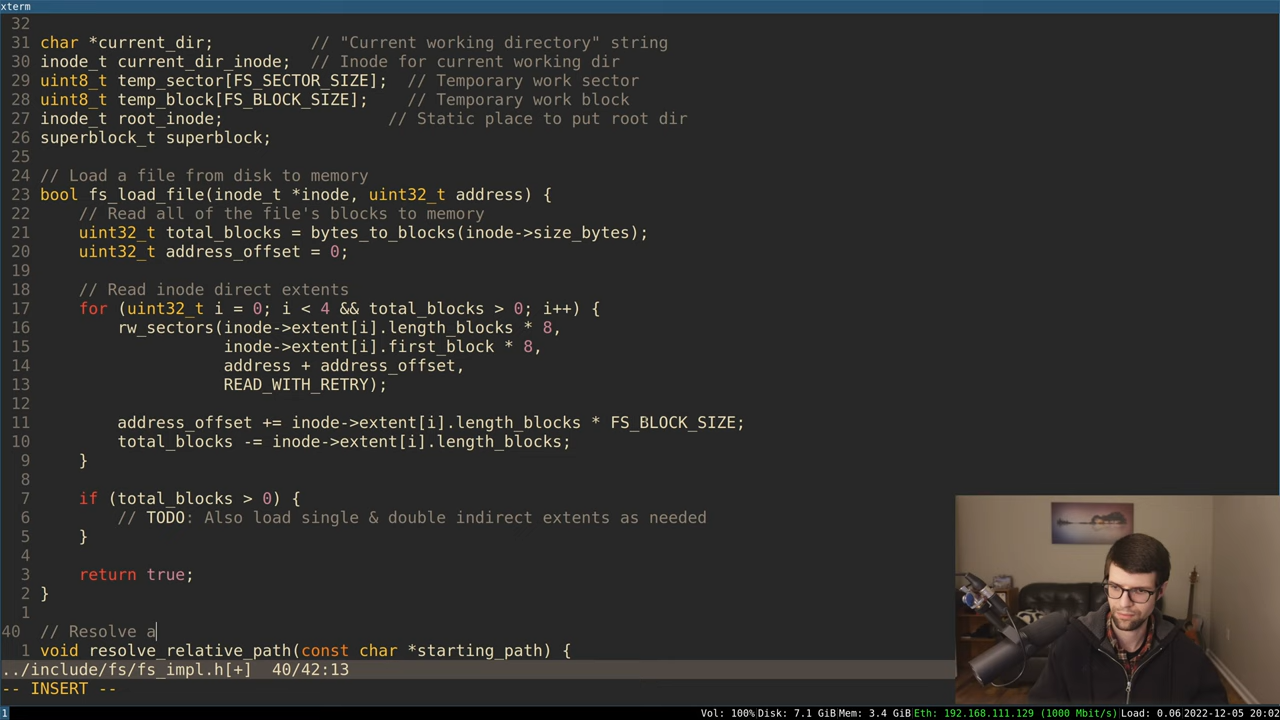 xterm
32
31 char *current_dir;          // "Current working directory" string
30 inode_t current_dir_inode;  // Inode for current working dir
29 uint8_t temp_sector[FS_SECTOR_SIZE];  // Temporary work sector
28 uint8_t temp_block[FS_BLOCK_SIZE];    // Temporary work block
27 inode_t root_inode;                 // Static place to put root dir
26 superblock_t superblock;
25
24 // Load a file from disk to memory
23 bool fs_load_file(inode_t *inode, uint32_t address) {
22     // Read all of the file's blocks to memory
21     uint32_t total_blocks = bytes_to_blocks(inode->size_bytes);
20     uint32_t address_offset = 0;
19
18     // Read inode direct extents
17     for (uint32_t i = 0; i < 4 && total_blocks > 0; i++) {
16         rw_sectors(inode->extent[i].length_blocks * 8,
15                    inode->extent[i].first_block * 8,
14                    address + address_offset,
13                    READ_WITH_RETRY);
12
11         address_offset += inode->extent[i].length_blocks * FS_BLOCK_SIZE;
10         total_blocks -= inode->extent[i].length_blocks;
9     }
8
7     if (total_blocks > 0) {
6         // TODO: Also load single & double indirect extents as needed
5     }
4
3     return true;
2 }
1
40 // Resolve a
1 void resolve_relative_path(const char *starting_path) {
../include/fs/fs_impl.h[+]  40/42:13
-- INSERT --
1 Vol: 100% Disk: 7.1 GiB Mem: 3.4 GiB Eth: 192.168.111.129 (1000 Mbit/s) Load: 0.06 2022-12-05 20:02